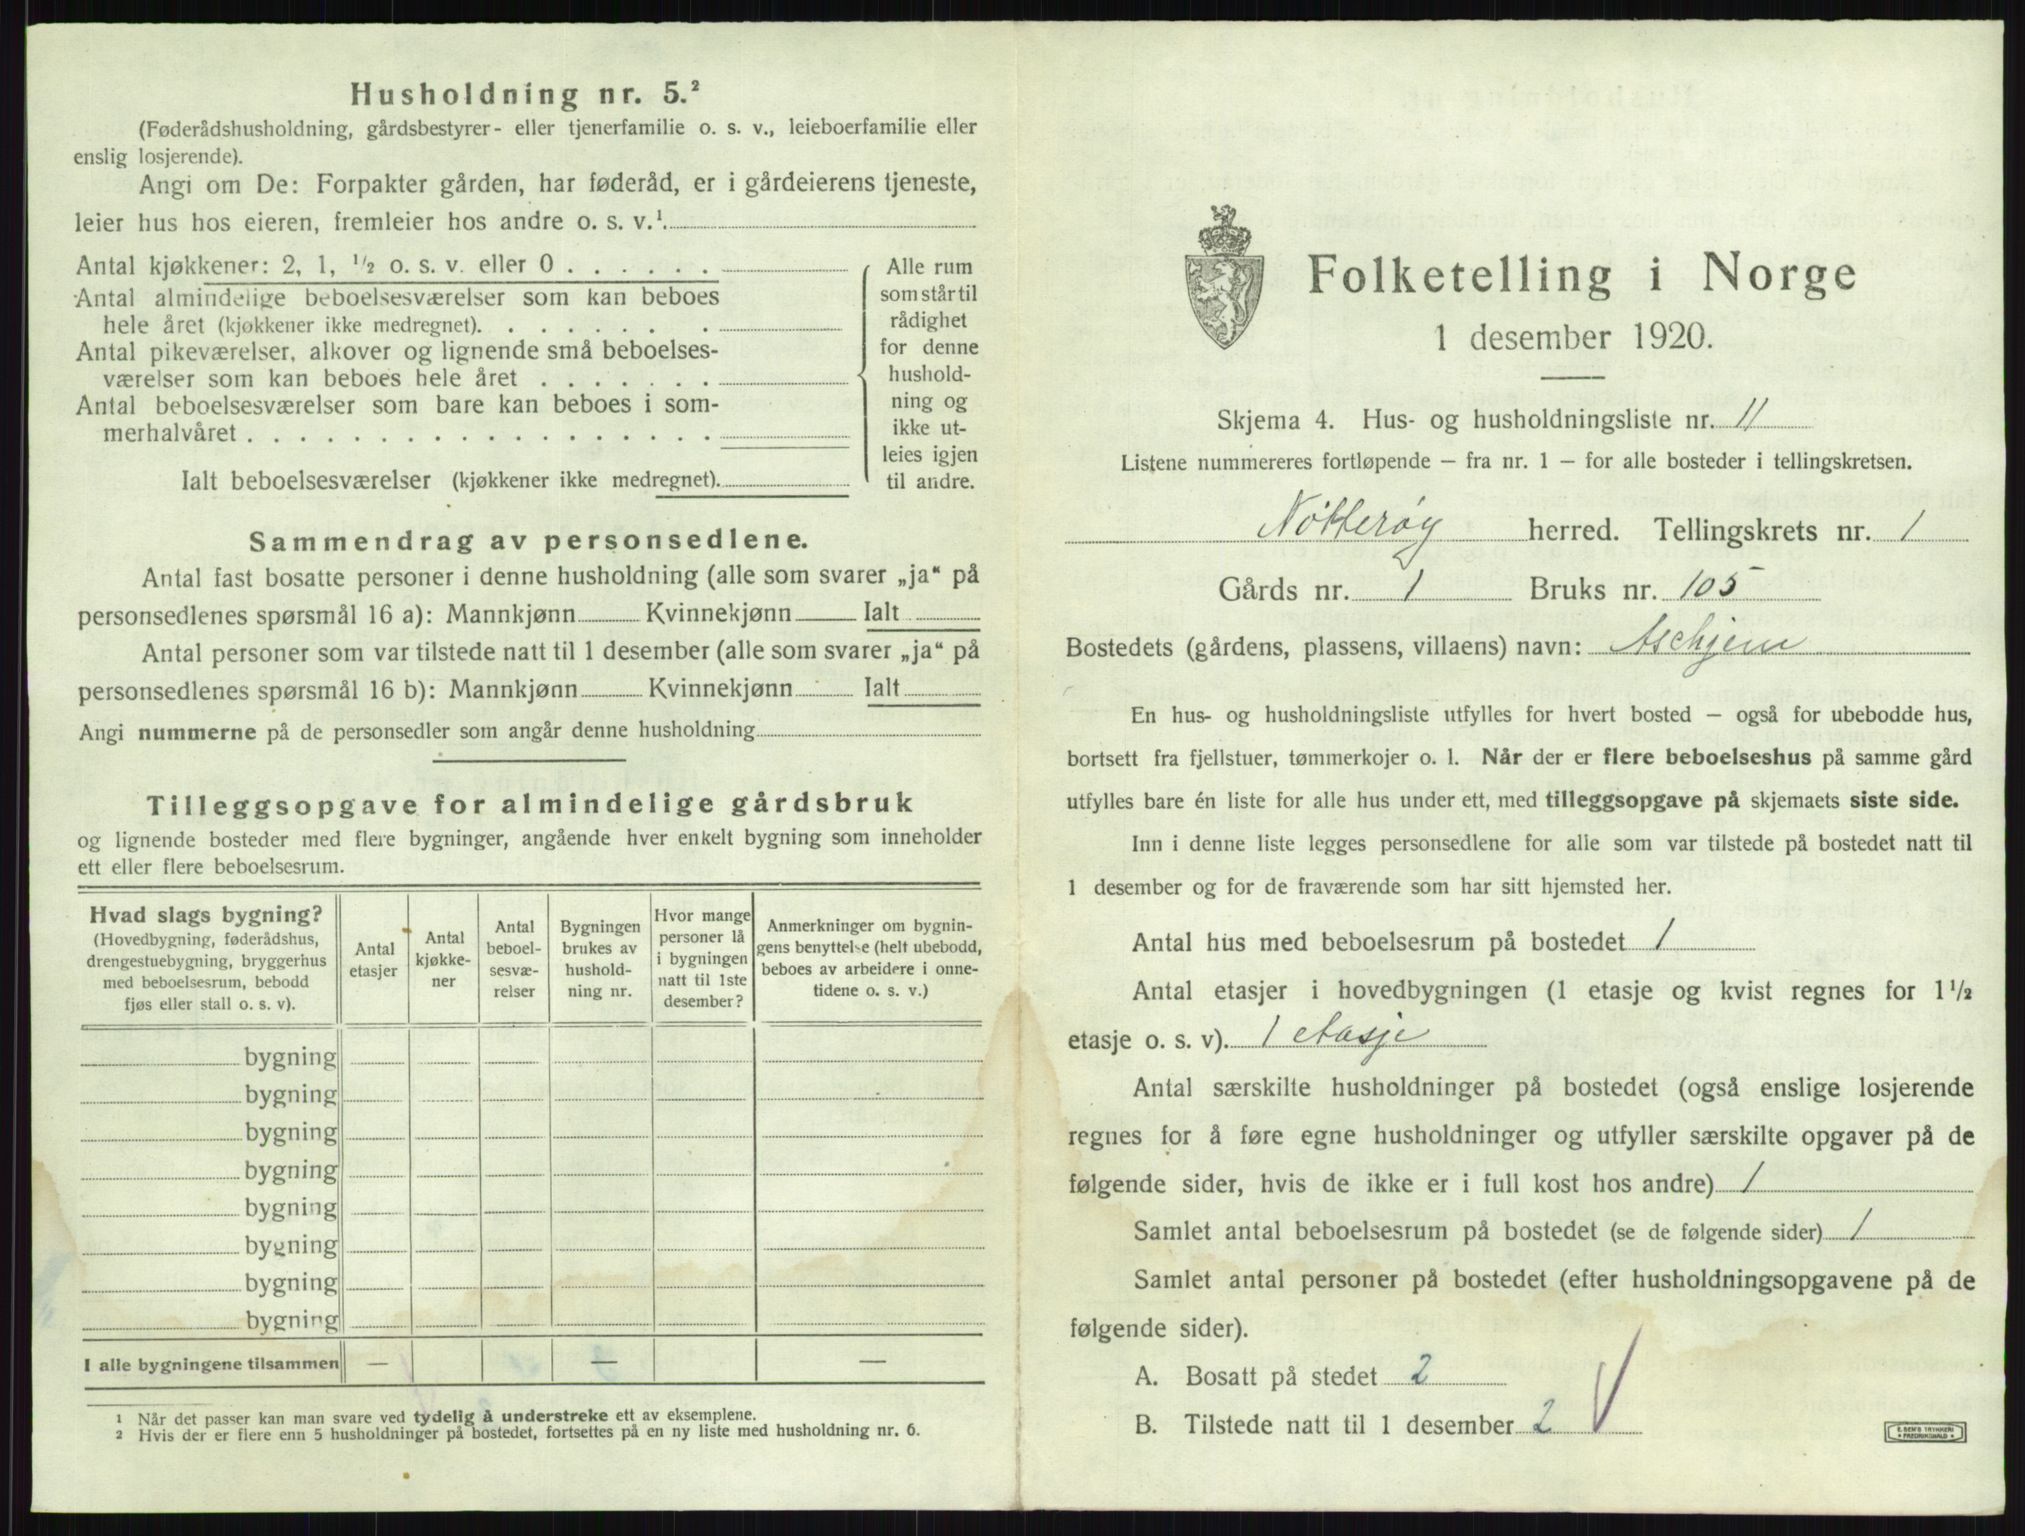 Husholdning nr. 5.²
(Føderådshusholdning, gårdsbestyrer- eller tjenerfamilie o. s. v., leieboerfamilie eller
enslig losjerende).
Angi om De: Forpakter gården, har føderåd, er i gårdeierens tjeneste,
leier hus hos eieren, fremleier hos andre o. s. v.¹.
Antal kjøkkener: 2, 1, ½ o. s. v. eller 0 . . . . . .
Antal almindelige beboelsesværelser som kan beboes
hele året (kjøkkener ikke medregnet). . . . . . . .
Antal pikeværelser, alkover og lignende små beboelses-
værelser som kan beboes hele året . . . . . . .
Antal beboelsesværelser som bare kan beboes i som-
merhalvåret . . . . . . . . . . . . . . . . . .
Ialt beboelsesværelser (kjøkkener ikke medregnet).
Alle rum
som står til
rådighet
for denne
hushold-
ning og
ikke ut-
leies igjen
til andre.
Sammendrag av personsedlene.
Antal fast bosatte personer i denne husholdning (alle som svarer „ja“ på
personsedlenes spørsmål 16 a): Mannkjønn Kvinnekjønn Ialt
Antal personer som var tilstede natt til 1 desember (alle som svarer „ja“ på
personsedlenes spørsmål 16 b): Mannkjønn Kvinnekjønn Ialt
Angi nummerne på de personsedler som angår denne husholdning
Tilleggsopgave for almindelige gårdsbruk
og lignende bosteder med flere bygninger, angående hver enkelt bygning som inneholder
ett eller flere beboelsesrum.
Hvad slags bygning?
(Hovedbygning, føderådshus,
drengestuebygning, bryggerhus
med beboelsesrum, bebodd
fjøs eller stall o. s. v).
Antal
etasjer
Antal
kjøkke-
ner
Antal
beboel-
sesvæ-
relser
Bygningen
brukes av
hushold-
ning nr.
Hvor mange
personer lå
i bygningen
natt til 1ste
desember?
Anmerkninger om bygnin-
gens benyttelse (helt ubebodd,
beboes av arbeidere i onne-
tidene o. s. v.)
bygning
bygning
bygning
bygning
bygning
bygning
bygning
bygning
I alle bygningene tilsammen — — —
1 Når det passer kan man svare ved tydelig å understreke ett av eksemplene.
2 Hvis der er flere enn 5 husholdninger på bostedet, fortsettes på en ny liste med husholdning nr. 6.
Folketelling i Norge
1 desember 1920.
Skjema 4. Hus- og husholdningsliste nr. 11
Listene nummereres fortløpende — fra nr. 1 — for alle bosteder i tellingskretsen.
Nøtterøy herred. Tellingskrets nr. 1
Gårds nr. 1 Bruks nr. 105
Bostedets (gårdens, plassens, villaens) navn: Aschjem
En hus- og husholdningsliste utfylles for hvert bosted — også for ubebodde hus,
bortsett fra fjellstuer, tømmerkojer o. l. Når der er flere beboelseshus på samme gård
utfylles bare én liste for alle hus under ett, med tilleggsopgave på skjemaets siste side.
Inn i denne liste legges personsedlene for alle som var tilstede på bostedet natt til
1 desember og for de fraværende som har sitt hjemsted her.
Antal hus med beboelsesrum på bostedet 1
Antal etasjer i hovedbygningen (1 etasje og kvist regnes for 1½
etasje o. s. v). 1 etasje
Antal særskilte husholdninger på bostedet (også enslige losjerende
regnes for å føre egne husholdninger og utfyller særskilte opgaver på de
følgende sider, hvis de ikke er i full kost hos andre) 1
Samlet antal beboelsesrum på bostedet (se de følgende sider) 1
Samlet antal personer på bostedet (efter husholdningsopgavene på de
følgende sider).
A. Bosatt på stedet 2
B. Tilstede natt til 1 desember 2
E. SEM'S TRYKKERI
FREDRIKSHALD